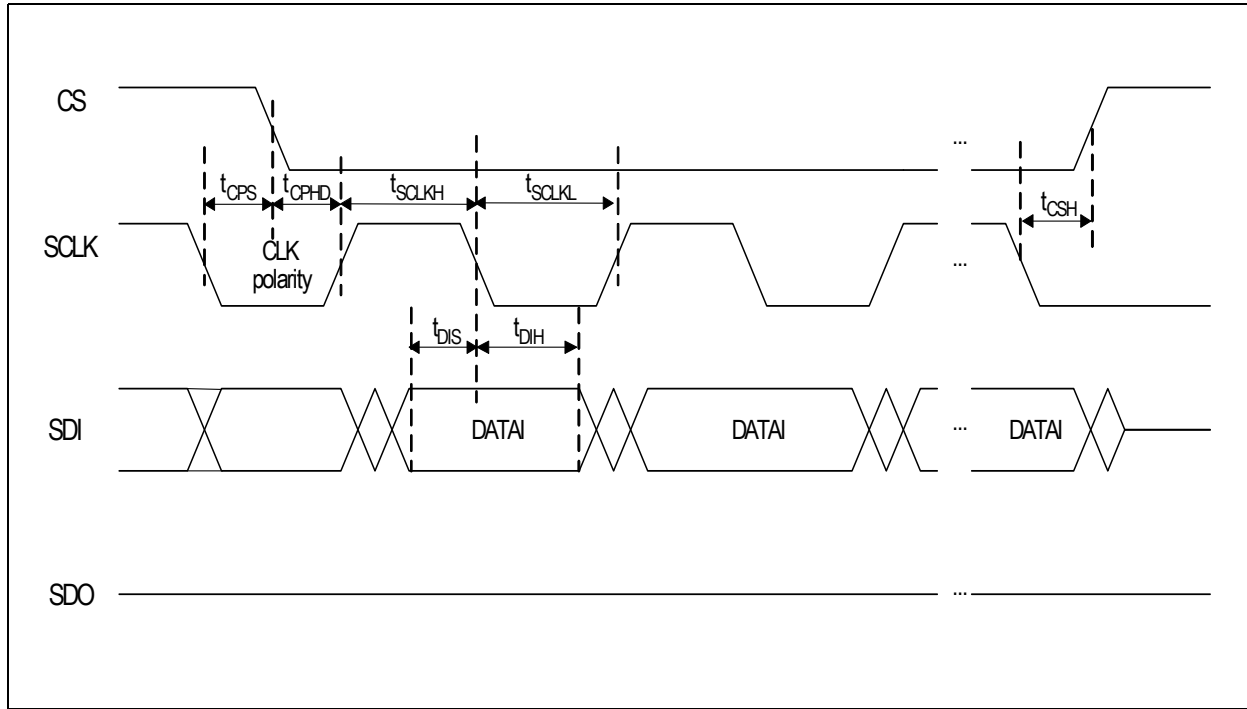 CS
...
tCPS
tCPHD
tSCLKH
tSCLKL
tCSH
SCLK
CLK
polarity
...
tDIS
tDIH
SDI
DATAI
DATAI
...
DATAI
SDO
...